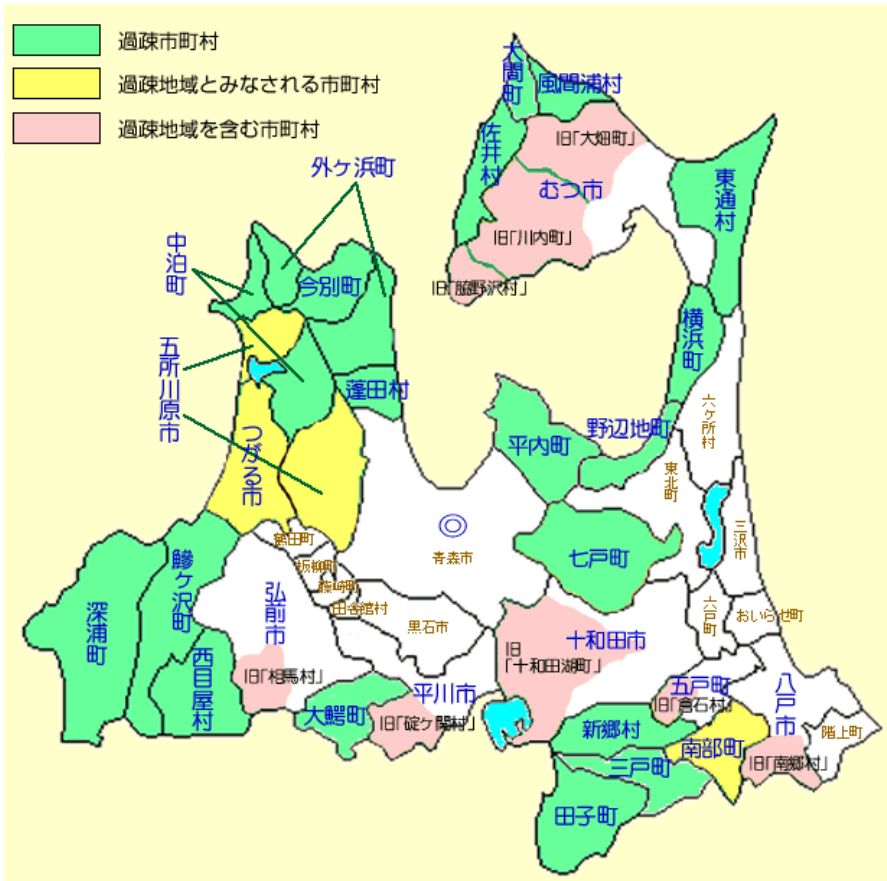 過疎市町村
過疎地域とみなされる市町村
過疎地域を含む市町村
大間町
風間浦村
佐井村
旧「大畑町」
むつ市
東通村
旧「川内町」
旧「脇野沢村」
外ヶ浜町
中泊町
今別町
五所川原市
蓬田村
つがる市
横浜町
六ヶ所村
野辺地町
平内町
東北町
青森市
七戸町
三沢市
鶴田町
板柳町
藤崎町
田舎館村
黒石市
鰺ヶ沢町
深浦町
弘前市
西目屋村
旧「相馬村」
大鰐町
平川市
旧「碇ヶ関村」
旧
「十和田湖町」
十和田市
六戸町
おいらせ町
五戸町
旧「倉石村」
八戸市
階上町
新郷村
南部町
旧「南郷村」
三戸町
田子町